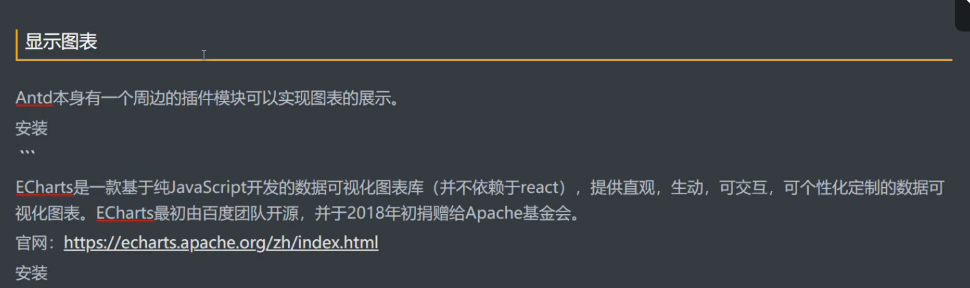 显示图表
Antd本身有一个周边的插件模块可以实现图表的展示。
安装
```
ECharts是一款基于纯JavaScript开发的数据可视化图表库（并不依赖于react），提供直观，生动，可交互，可个性化定制的数据可
视化图表。ECharts最初由百度团队开源，并于2018年初捐赠给Apache基金会。
官网：https://echarts.apache.org/zh/index.html
安装